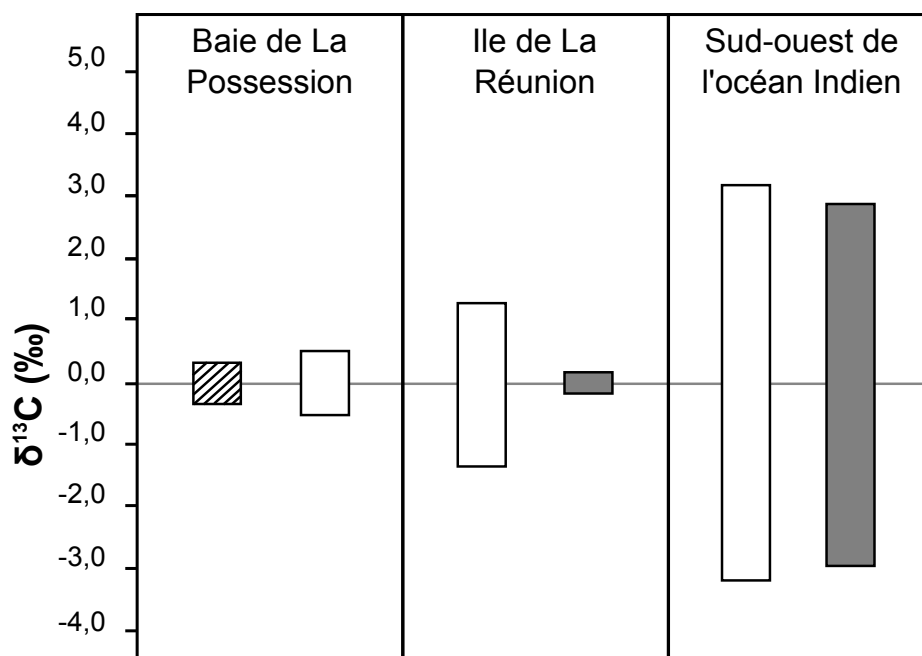 Baie de La
Possession
Ile de La
Réunion
Sud-ouest de
l'océan Indien
5,0
4,0
3,0
2,0
1,0
0,0
-1,0
-2,0
-3,0
-4,0
δ¹³C (‰)